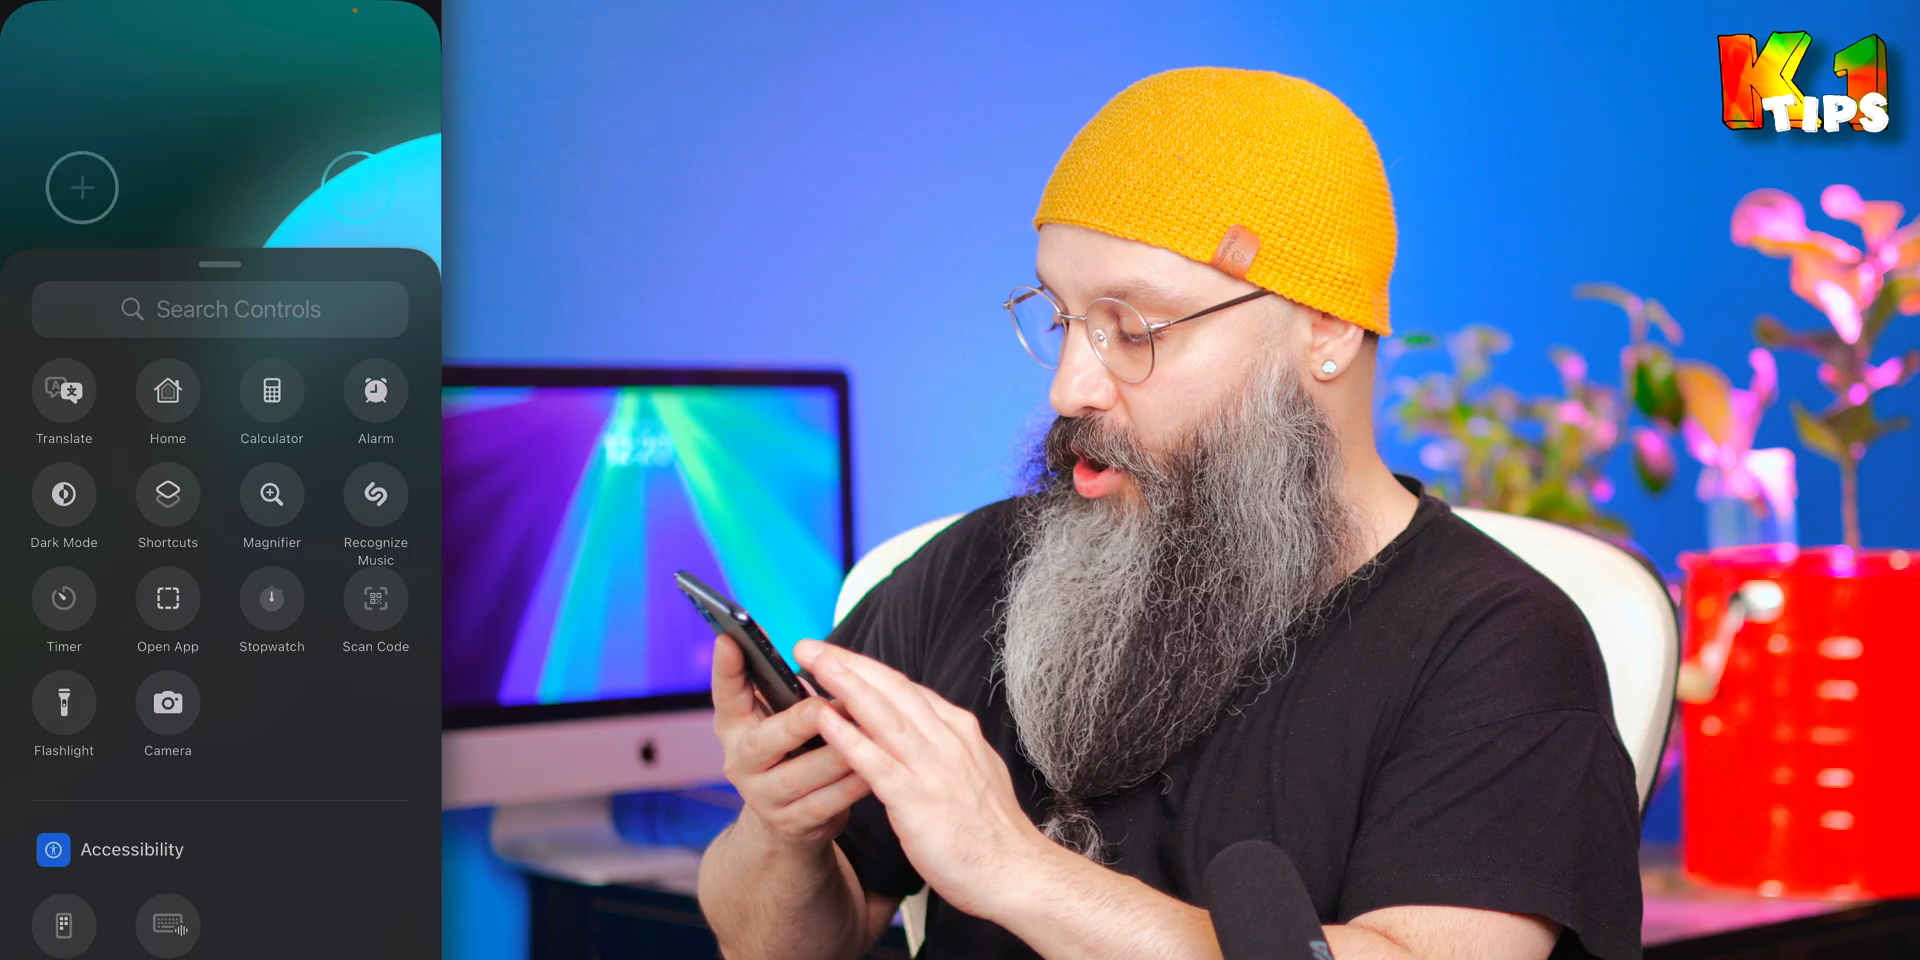 K1
TIPS
Search Controls
Translate
Home
Calculator
Alarm
Dark Mode
Shortcuts
Magnifier
Recognize
Music
Timer
Open App
Stopwatch
Scan Code
Flashlight
Camera
Accessibility